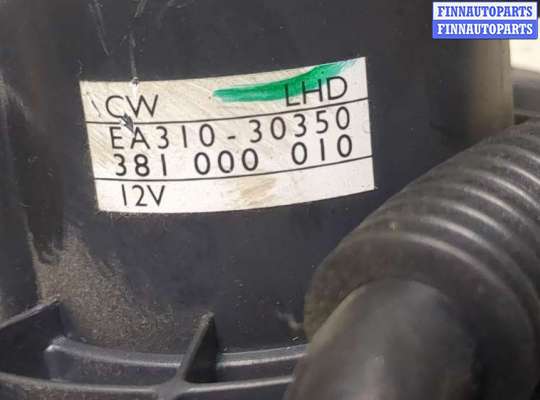 FINNAUTOPARTS
FINNAUTOPARTS
CW LHD
EA310-30350
381 000 010
12V